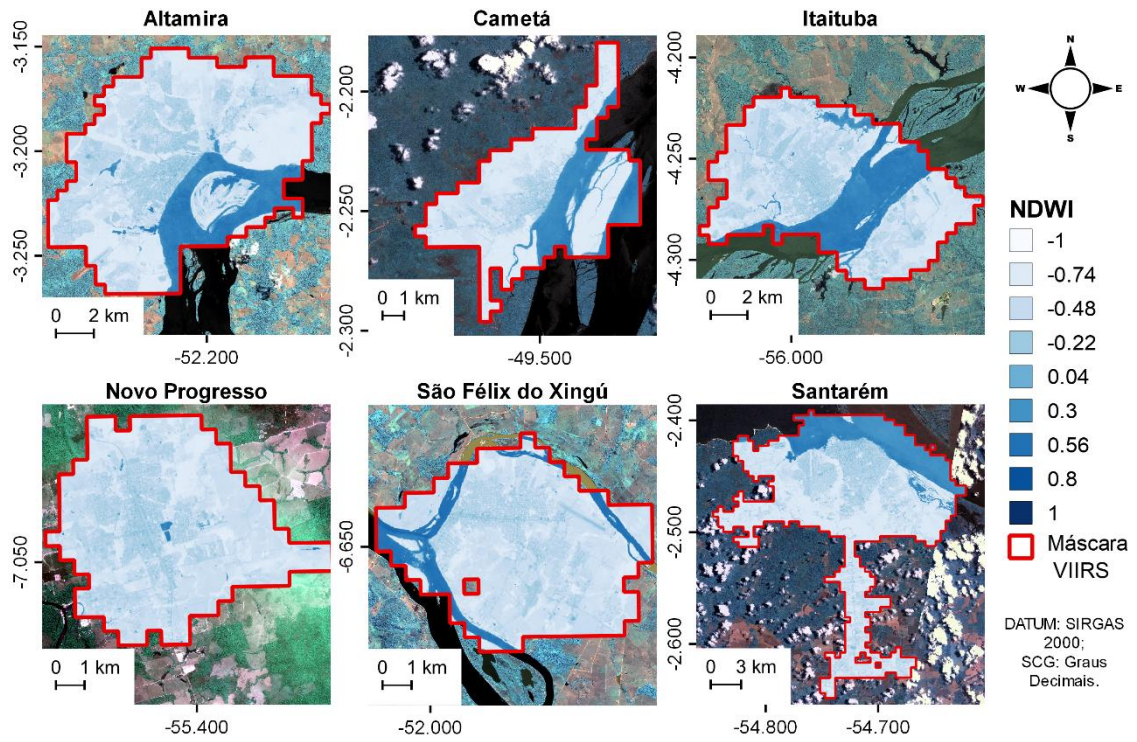 Altamira
-3.150
-3.200
-3.250
0 2 km
-52.200
Cametá
-2.200
-2.250
-2.300
0 1 km
-49.500
Itaituba
-4.200
-4.250
-4.300
0 2 km
-56.000
Novo Progresso
-7.050
0 1 km
-55.400
São Félix do Xingú
-6.650
0 1 km
-52.000
Santarém
-2.400
-2.500
-2.600
0 3 km
-54.800
-54.700
N
W
E
S
NDWI
-1
-0.74
-0.48
-0.22
0.04
0.3
0.56
0.8
1
Máscara
VIIRS
DATUM: SIRGAS
2000;
SCG: Graus
Decimais.